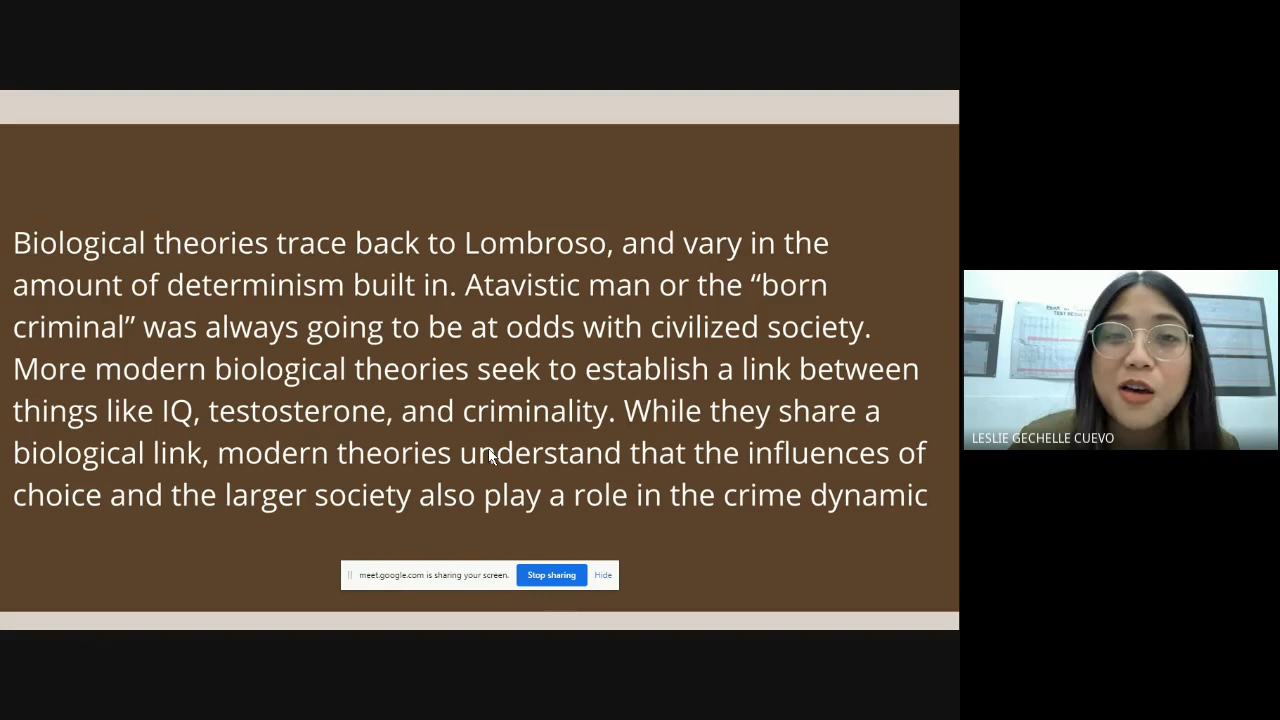 Biological theories trace back to Lombroso, and vary in the
amount of determinism built in. Atavistic man or the “born
criminal” was always going to be at odds with civilized society.
More modern biological theories seek to establish a link between
things like IQ, testosterone, and criminality. While they share a
biological link, modern theories understand that the influences of
choice and the larger society also play a role in the crime dynamic
meet.google.com is sharing your screen.
Stop sharing
Hide
TEST RESULT
LESLIE GECHELLE CUEVO